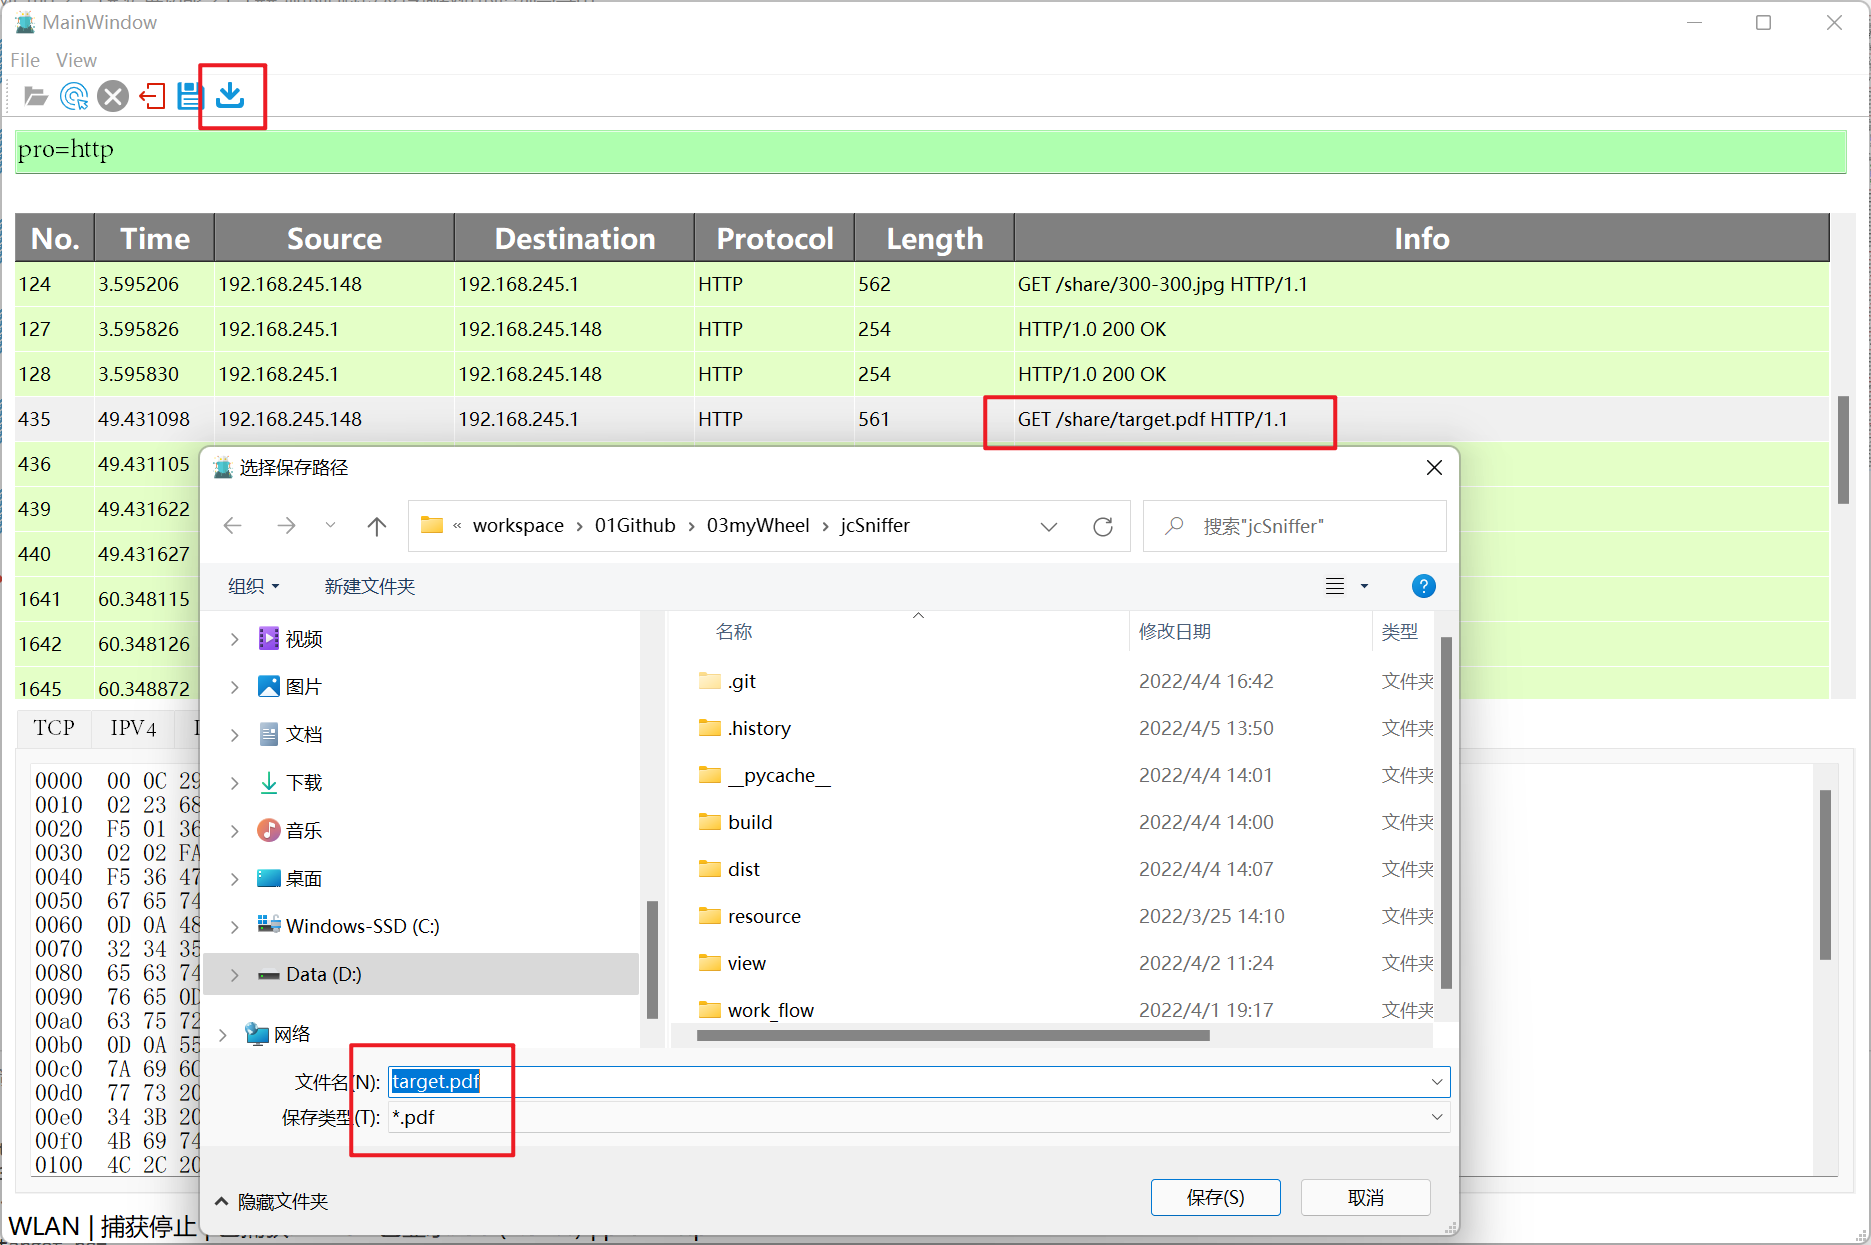 MainWindow
File View
pro=http
No. Time Source Destination Protocol Length Info
124 3.595206 192.168.245.148 192.168.245.1 HTTP 562 GET /share/300-300.jpg HTTP/1.1
127 3.595826 192.168.245.1 192.168.245.148 HTTP 254 HTTP/1.0 200 OK
128 3.595830 192.168.245.1 192.168.245.148 HTTP 254 HTTP/1.0 200 OK
435 49.431098 192.168.245.148 192.168.245.1 HTTP 561 GET /share/target.pdf HTTP/1.1
436 49.431105
439 49.431622
440 49.431627
1641 60.348115
1642 60.348126
1645 60.348872
TCP IPV4
0000 00 0C 29
0010 02 23 68
0020 F5 01 36
0030 02 02 FA
0040 F5 36 47
0050 67 65 74
0060 0D 0A 48
0070 32 34 35
0080 65 63 74
0090 76 65 0D
00a0 63 75 72
00b0 0D 0A 55
00c0 7A 69 6C
00d0 77 73 20
00e0 34 3B 20
00f0 4B 69 74
0100 4C 2C 20
WLAN | 捕获停止
选择保存路径
« workspace › 01Github › 03myWheel › jcSniffer
搜索"jcSniffer"
组织 新建文件夹
?
视频
图片
文档
下载
音乐
桌面
Windows-SSD (C:)
Data (D:)
网络
名称 修改日期 类型
.git 2022/4/4 16:42 文件夹
.history 2022/4/5 13:50 文件夹
__pycache__ 2022/4/4 14:01 文件夹
build 2022/4/4 14:00 文件夹
dist 2022/4/4 14:07 文件夹
resource 2022/3/25 14:10 文件夹
view 2022/4/2 11:24 文件夹
work_flow 2022/4/1 19:17 文件夹
文件名(N): target.pdf
保存类型(T): *.pdf
隐藏文件夹
保存(S) 取消